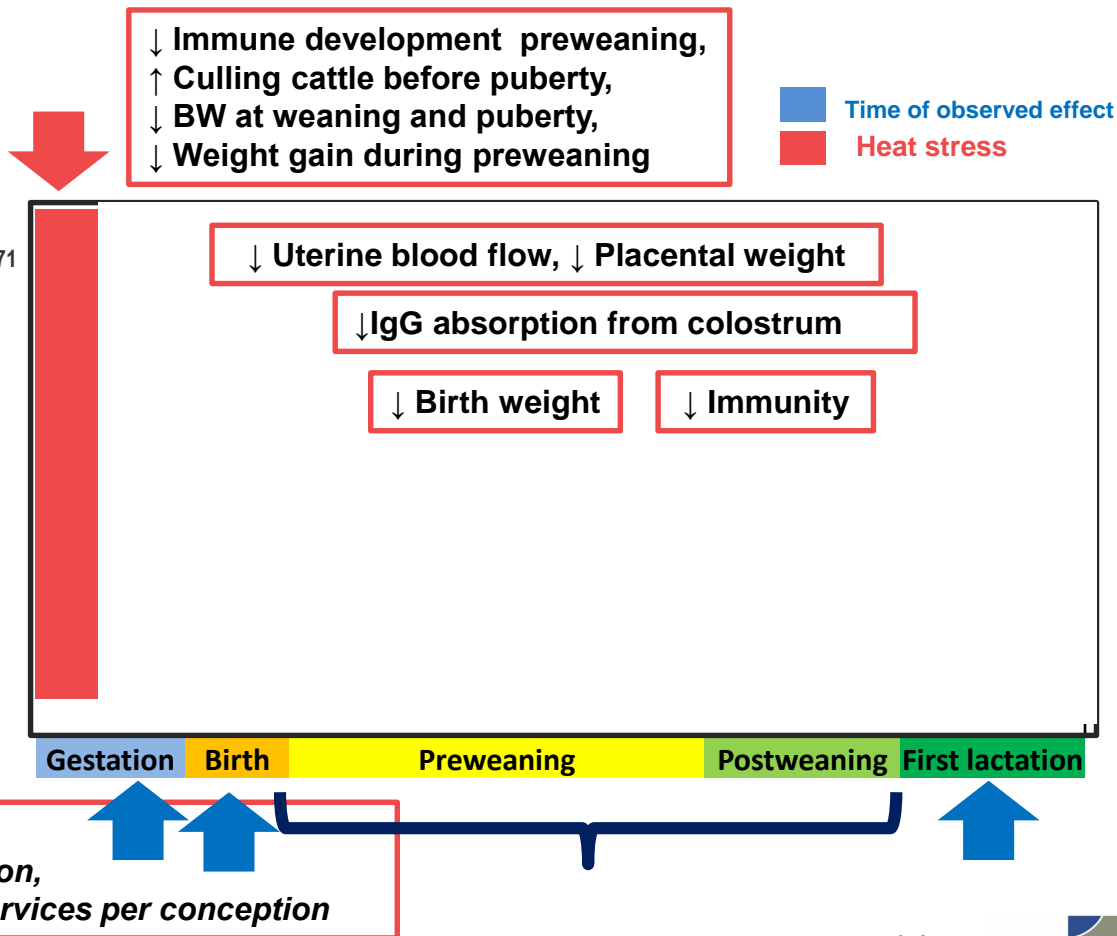 ↓ Immune development preweaning,
↑ Culling cattle before puberty,
↓ BW at weaning and puberty,
↓ Weight gain during preweaning
Time of observed effect
Heat stress
71
↓ Uterine blood flow, ↓ Placental weight
↓IgG absorption from colostrum
↓ Birth weight ↓ Immunity
Gestation Birth Preweaning Postweaning First lactation
on,
rvices per conception